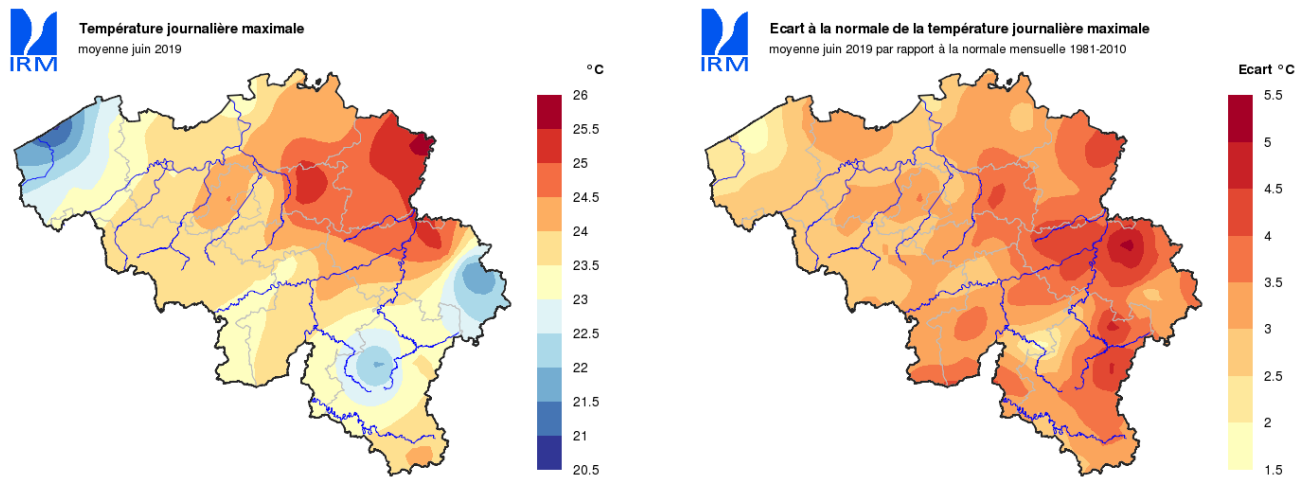 IRM
Température journalière maximale
moyenne juin 2019
°C
26
25.5
25
24.5
24
23.5
23
22.5
22
21.5
21
20.5
IRM
Ecart à la normale de la température journalière maximale
moyenne juin 2019 par rapport à la normale mensuelle 1981-2010
Ecart °C
5.5
5
4.5
4
3.5
3
2.5
2
1.5